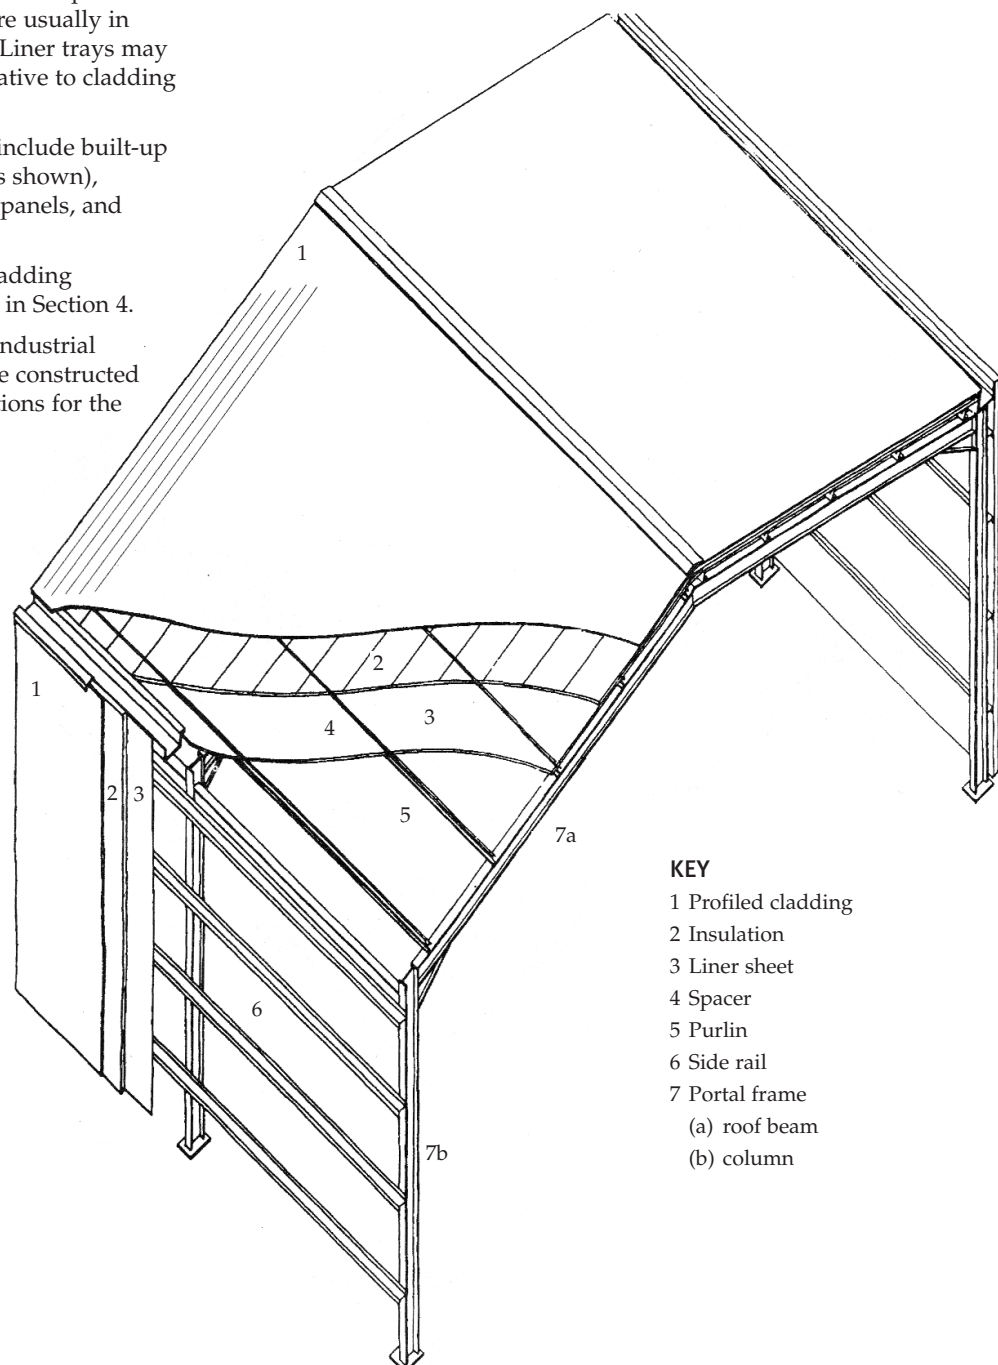 re usually in
Liner trays may
ative to cladding
include built-up
s shown),
panels, and
adding
in Section 4.
ndustrial
e constructed
tions for the
1
1
2
3
4
2
3
5
6
7a
7b
KEY
1 Profiled cladding
2 Insulation
3 Liner sheet
4 Spacer
5 Purlin
6 Side rail
7 Portal frame
(a) roof beam
(b) column